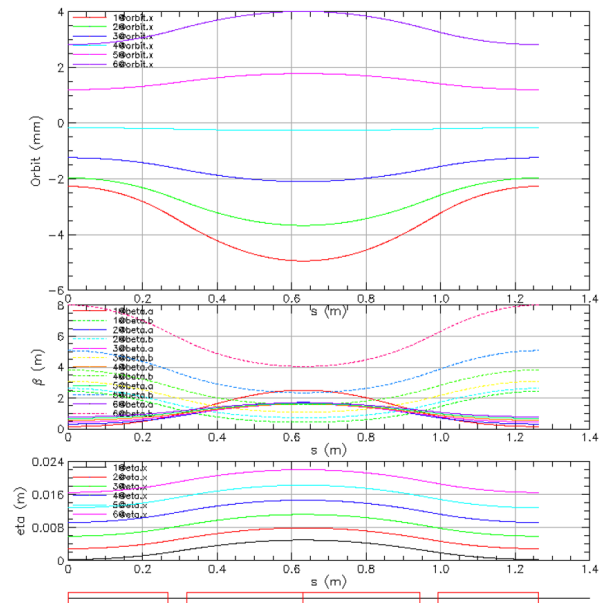 1@orbit.x
2@orbit.x
3@orbit.x
4@orbit.x
5@orbit.x
6@orbit.x
4
2
0
-2
-4
-6
Orbit (mm)
0 0.2 0.4 0.6 0.8 1.0 1.2 1.4
s (m)
1@beta.a
1@beta.b
2@beta.a
2@beta.b
3@beta.a
3@beta.b
4@beta.a
4@beta.b
5@beta.a
5@beta.b
6@beta.a
6@beta.b
8
6
4
2
0
β (m)
0 0.2 0.4 0.6 0.8 1.0 1.2 1.4
s (m)
1@eta.x
2@eta.x
3@eta.x
4@eta.x
5@eta.x
6@eta.x
0.024
0.016
0.008
0
eta (m)
0 0.2 0.4 0.6 0.8 1.0 1.2 1.4
s (m)